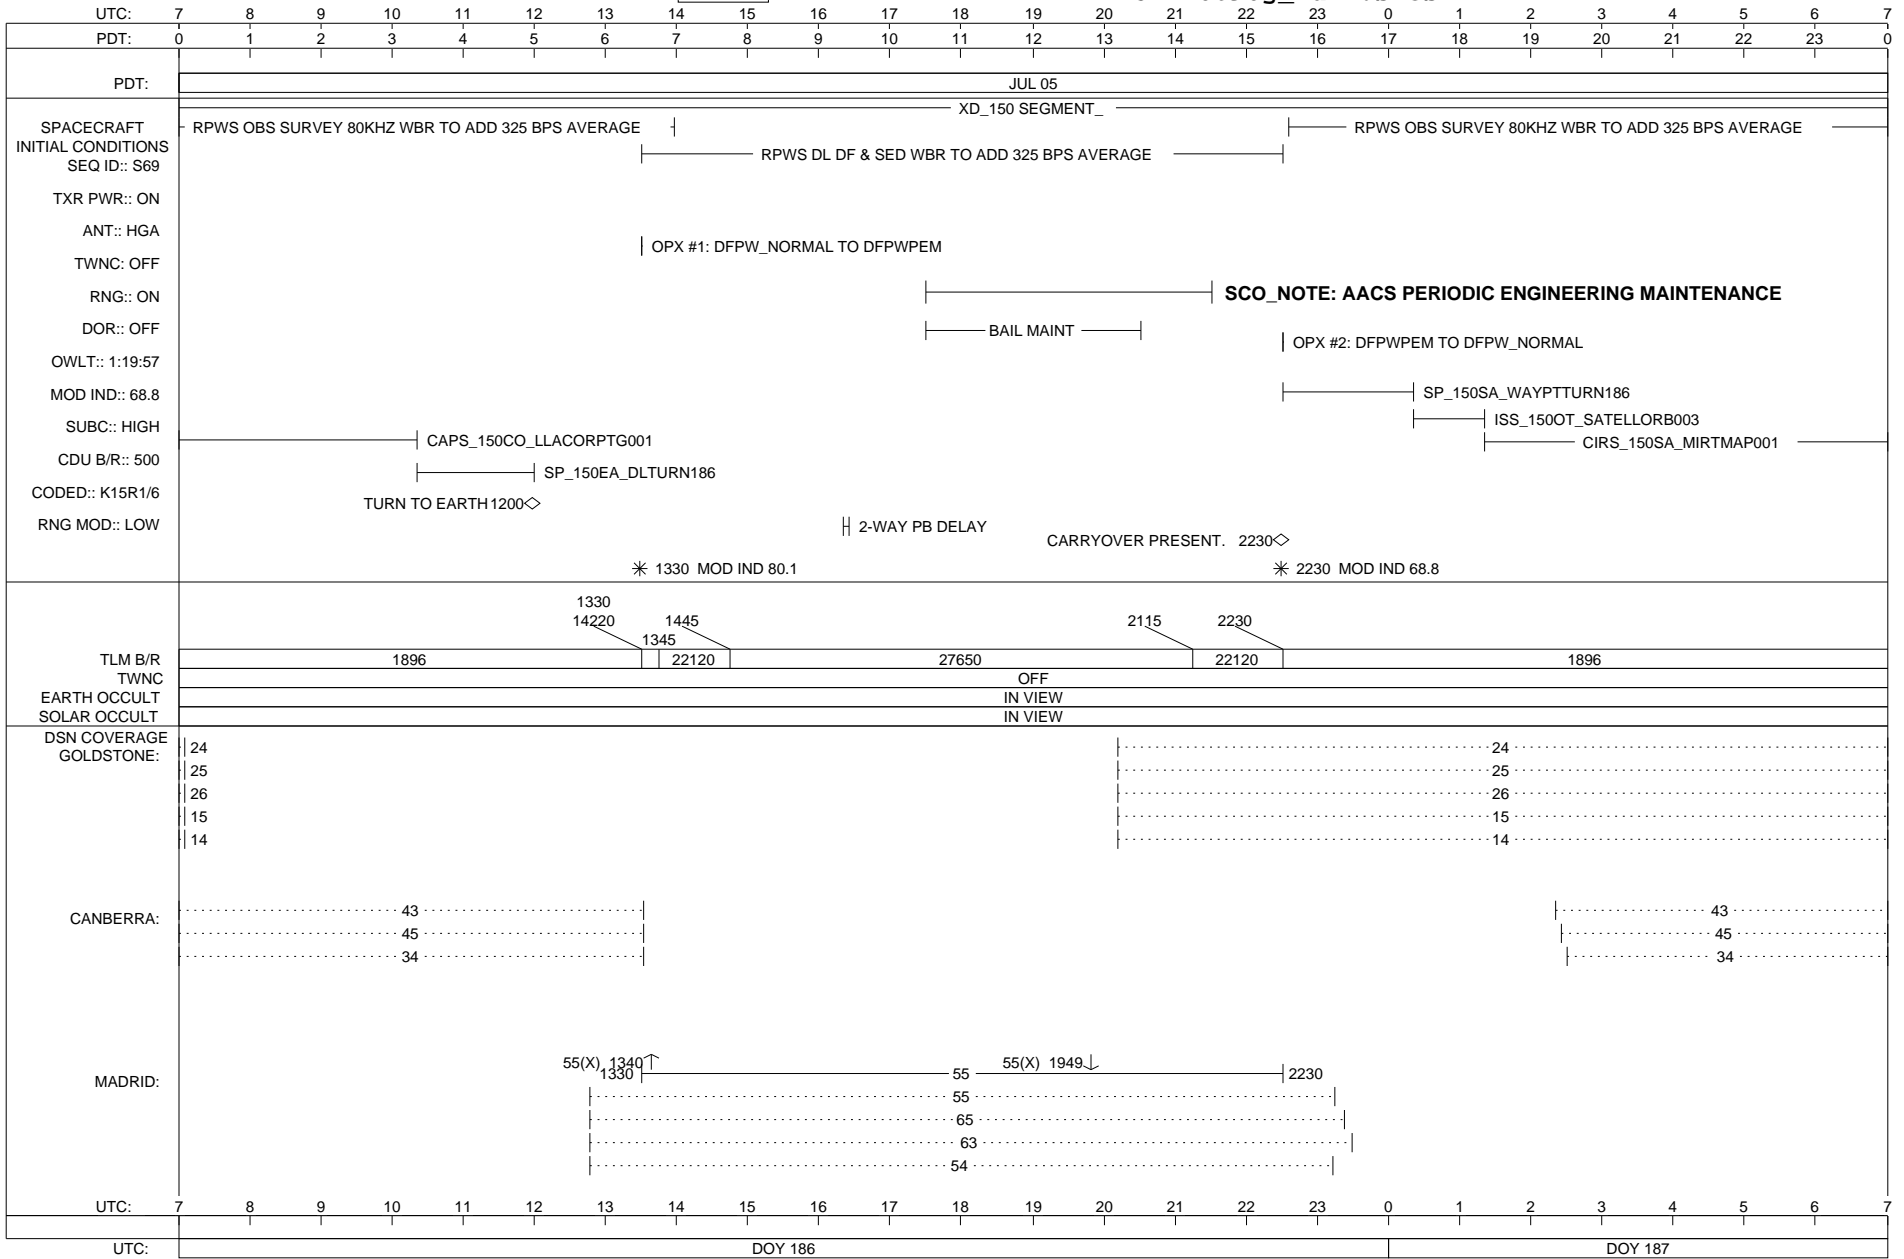 UTC: 7 8 9 10 11 12 13 14 15 16 17 18 19 20 21 22 23 0 1 2 3 4 5 6 7
PDT: 0 1 2 3 4 5 6 7 8 9 10 11 12 13 14 15 16 17 18 19 20 21 22 23 0
PDT: JUL 05
XD_150 SEGMENT_
SPACECRAFT RPWS OBS SURVEY 80KHZ WBR TO ADD 325 BPS AVERAGE RPWS OBS SURVEY 80KHZ WBR TO ADD 325 BPS AVERAGE
INITIAL CONDITIONS
RPWS DL DF & SED WBR TO ADD 325 BPS AVERAGE
SEQ ID:: S69
TXR PWR:: ON
ANT:: HGA
OPX #1: DFPW_NORMAL TO DFPWPEM
TWNC: OFF
RNG:: ON SCO_NOTE: AACS PERIODIC ENGINEERING MAINTENANCE
DOR:: OFF BAIL MAINT
OPX #2: DFPWPEM TO DFPW_NORMAL
OWLT:: 1:19:57
MOD IND:: 68.8 SP_150SA_WAYPTTURN186
SUBC:: HIGH ISS_150OT_SATELLORB003
CAPS_150CO_LLACORPTG001 CIRS_150SA_MIRTMAP001
CDU B/R:: 500
SP_150EA_DLTURN186
CODED:: K15R1/6
TURN TO EARTH 1200
RNG MOD:: LOW 2-WAY PB DELAY
CARRYOVER PRESENT. 2230
1330 MOD IND 80.1 2230 MOD IND 68.8
1330
14220 1445 2115 2230
1345
TLM B/R 1896 22120 27650 22120 1896
TWNC OFF
EARTH OCCULT IN VIEW
SOLAR OCCULT IN VIEW
DSN COVERAGE
GOLDSTONE: 24 24
25 25
26 26
15 15
14 14
CANBERRA: 43 43
45 45
34 34
55(X) 1340 55(X) 1949
MADRID: 1330 55 2230
55
65
63
54
UTC: 7 8 9 10 11 12 13 14 15 16 17 18 19 20 21 22 23 0 1 2 3 4 5 6 7
UTC: DOY 186 DOY 187